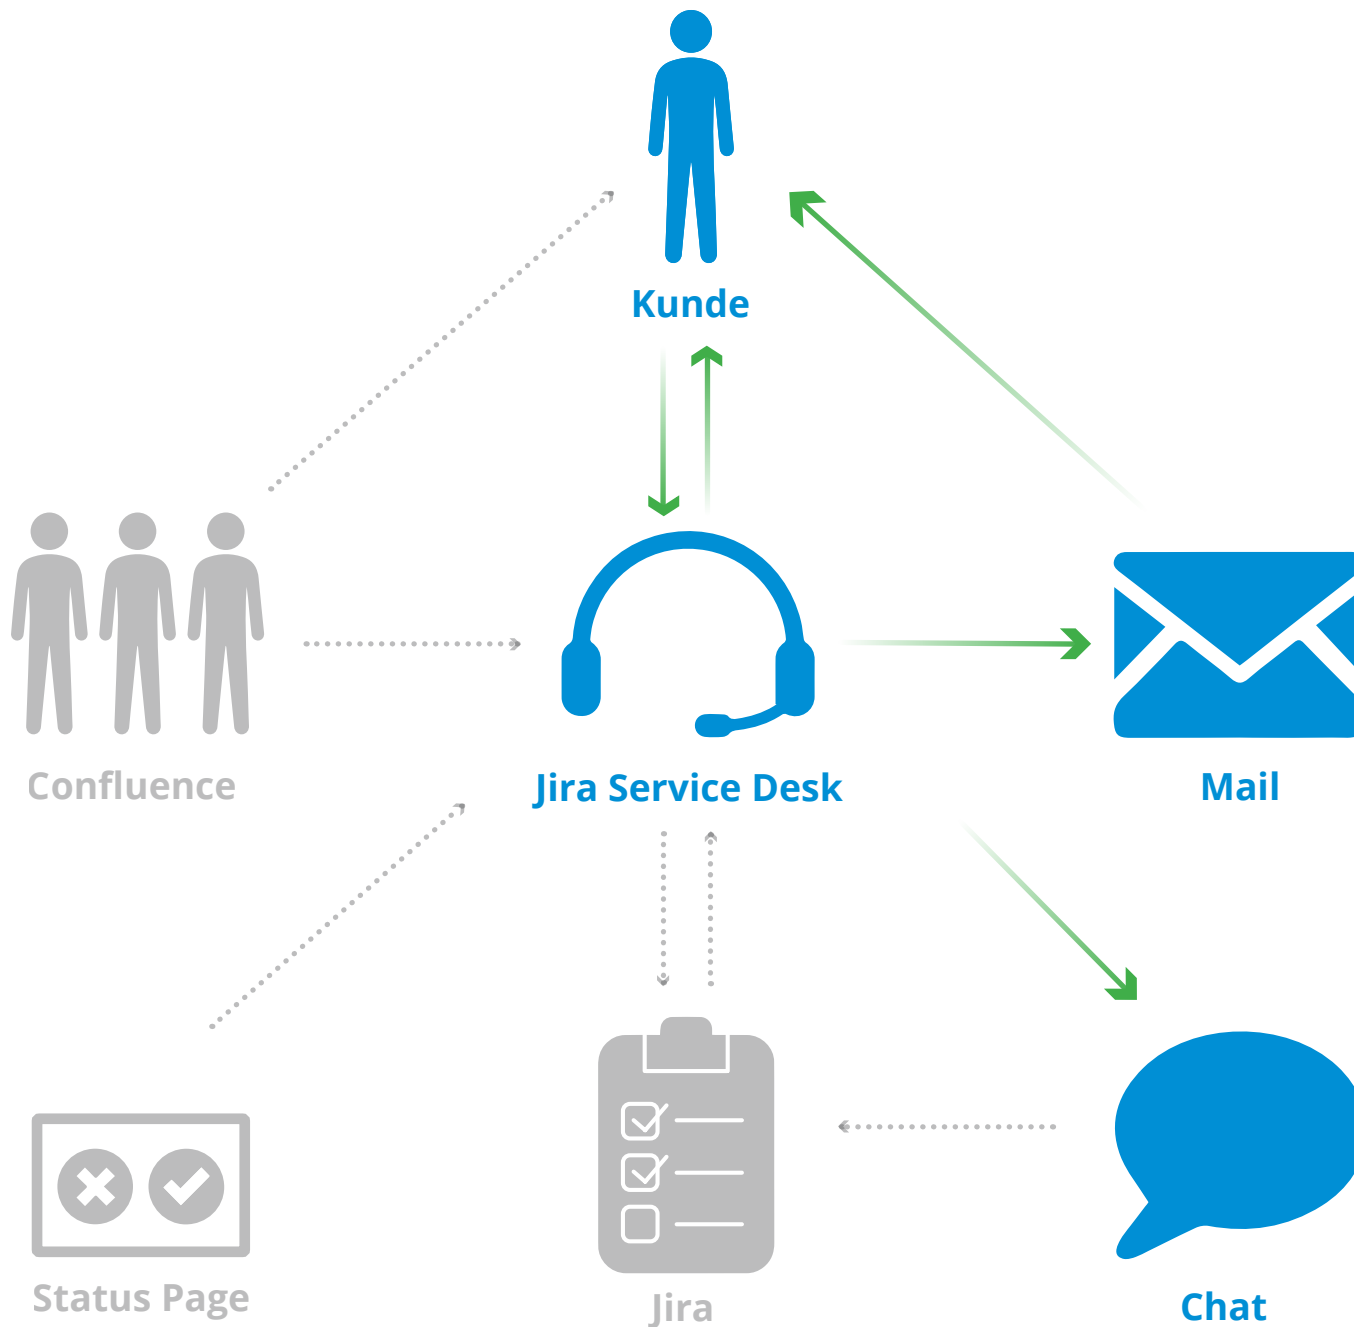 Kunde
Confluence
Jira Service Desk
Mail
Status Page
Jira
Chat